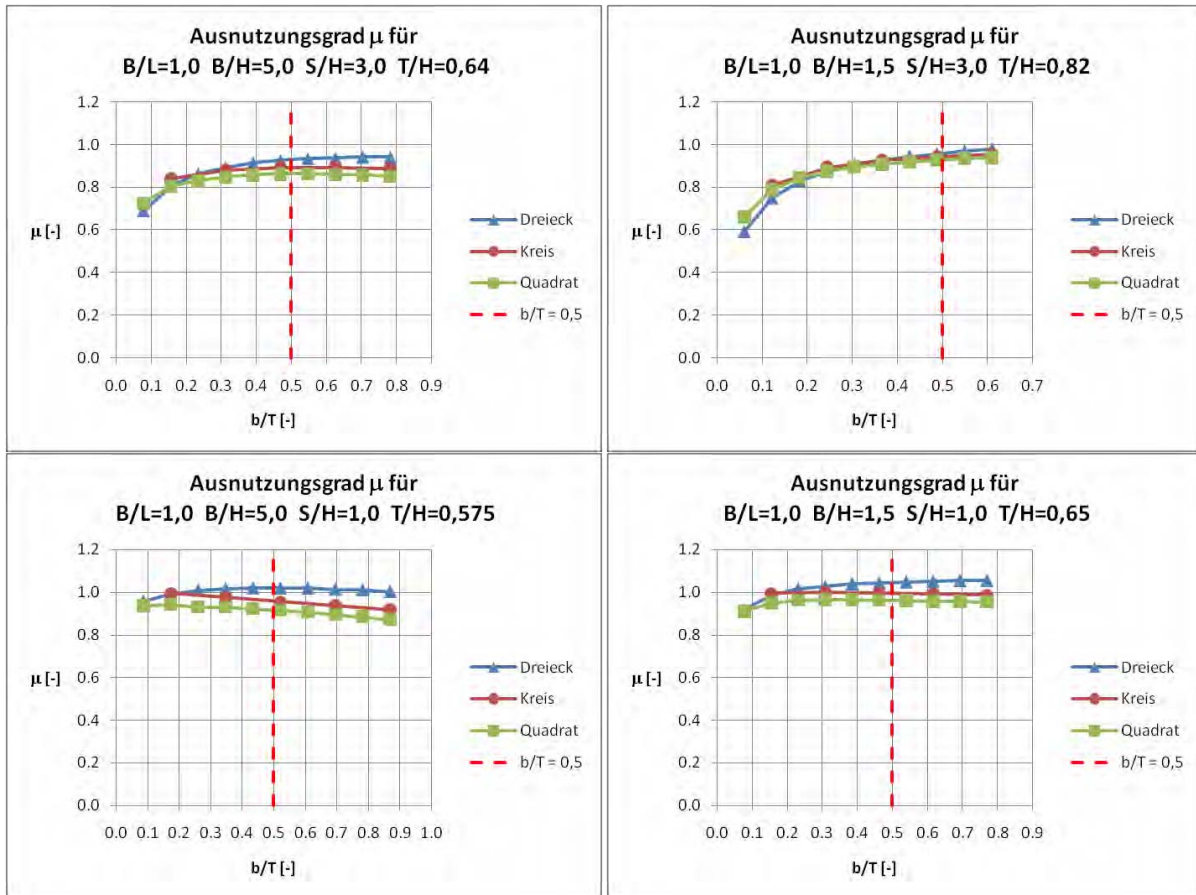 Ausnutzungsgrad μ für
B/L=1,0 B/H=5,0 S/H=3,0 T/H=0,64
1.2
1.0
0.8
0.6
0.4
0.2
0.0
μ [-]
0.0 0.1 0.2 0.3 0.4 0.5 0.6 0.7 0.8 0.9
b/T [-]
Dreieck
Kreis
Quadrat
b/T = 0,5
Ausnutzungsgrad μ für
B/L=1,0 B/H=1,5 S/H=3,0 T/H=0,82
1.2
1.0
0.8
0.6
0.4
0.2
0.0
μ [-]
0.0 0.1 0.2 0.3 0.4 0.5 0.6 0.7
b/T [-]
Dreieck
Kreis
Quadrat
b/T = 0,5
Ausnutzungsgrad μ für
B/L=1,0 B/H=5,0 S/H=1,0 T/H=0,575
1.2
1.0
0.8
0.6
0.4
0.2
0.0
μ [-]
0.0 0.1 0.2 0.3 0.4 0.5 0.6 0.7 0.8 0.9 1.0
b/T [-]
Dreieck
Kreis
Quadrat
b/T = 0,5
Ausnutzungsgrad μ für
B/L=1,0 B/H=1,5 S/H=1,0 T/H=0,65
1.2
1.0
0.8
0.6
0.4
0.2
0.0
μ [-]
0.0 0.1 0.2 0.3 0.4 0.5 0.6 0.7 0.8 0.9
b/T [-]
Dreieck
Kreis
Quadrat
b/T = 0,5